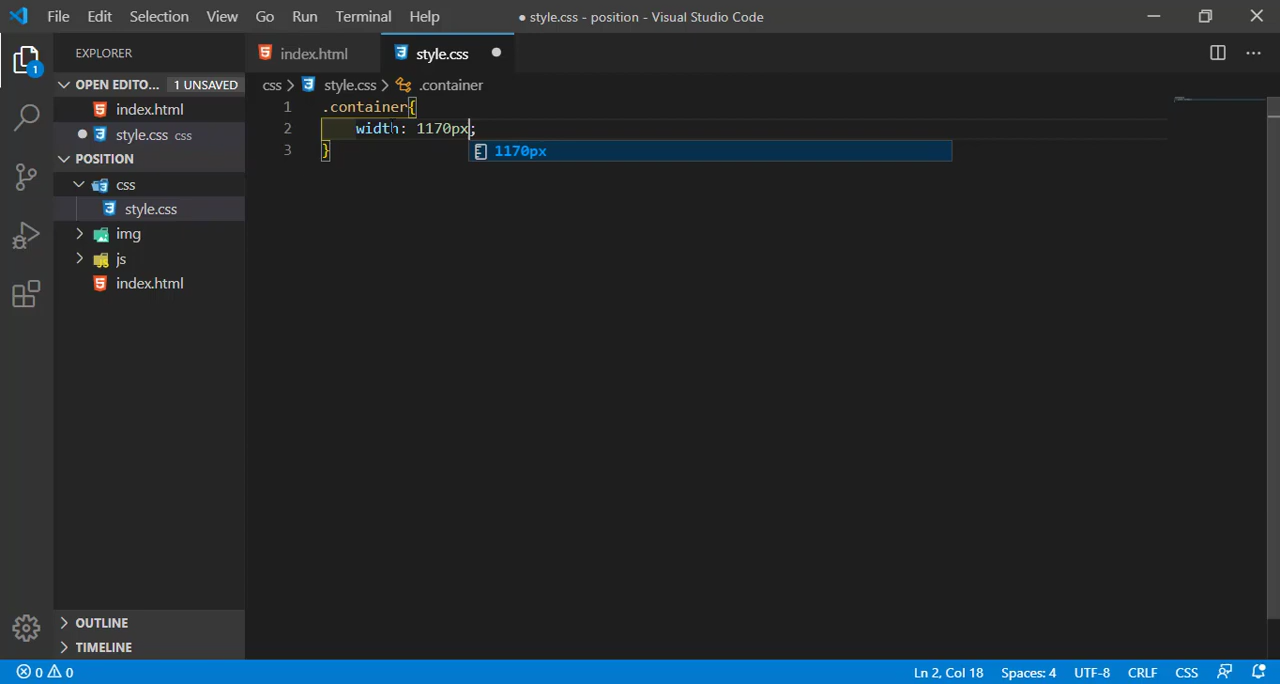 File Edit Selection View Go Run Terminal Help ● style.css - position - Visual Studio Code
EXPLORER
OPEN EDITO... 1 UNSAVED
index.html
style.css css
POSITION
css
style.css
img
js
index.html
OUTLINE
TIMELINE
1
index.html style.css
css > style.css > .container
1 .container{
2 width: 1170px;
3 }
1170px
0 0 Ln 2, Col 18 Spaces: 4 UTF-8 CRLF CSS